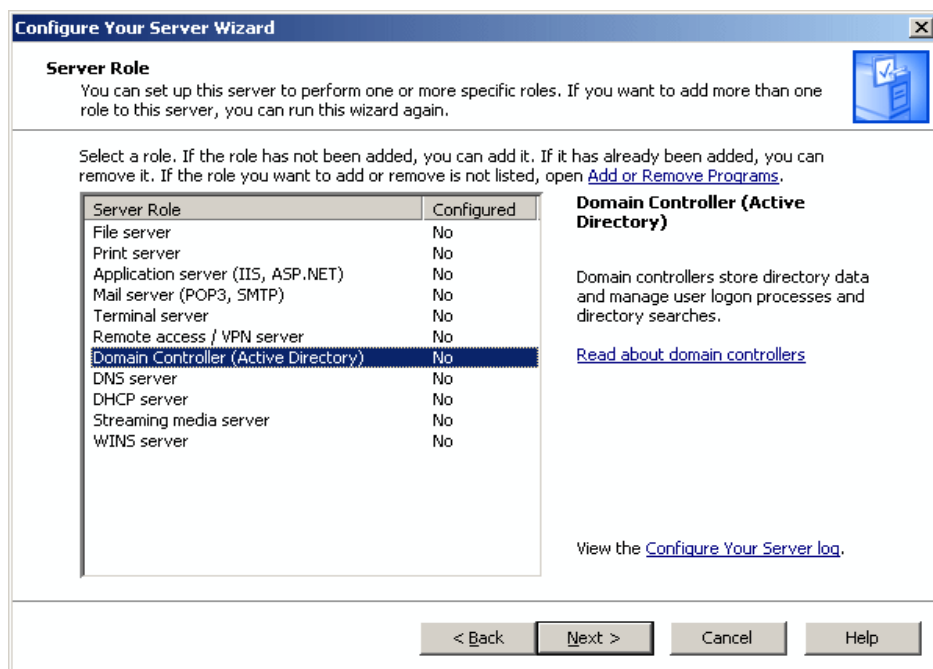 Configure Your Server Wizard
Server Role
You can set up this server to perform one or more specific roles. If you want to add more than one
role to this server, you can run this wizard again.
Select a role. If the role has not been added, you can add it. If it has already been added, you can
remove it. If the role you want to add or remove is not listed, open Add or Remove Programs.
Server Role Configured
File server No
Print server No
Application server (IIS, ASP.NET) No
Mail server (POP3, SMTP) No
Terminal server No
Remote access / VPN server No
Domain Controller (Active Directory) No
DNS server No
DHCP server No
Streaming media server No
WINS server No
Domain Controller (Active
Directory)
Domain controllers store directory data
and manage user logon processes and
directory searches.
Read about domain controllers
View the Configure Your Server log.
< Back Next > Cancel Help